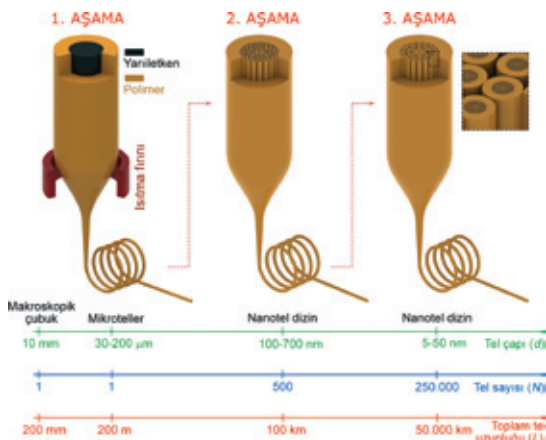 1. AŞAMA
2. AŞAMA
3. AŞAMA
Yarıiletken
Polimer
Isıtma fırını
Makroskopik
çubuk
Mikroteller
Nanotel dizin
Nanotel dizin
10 mm
30-200 µm
100-700 nm
5-50 nm
Tel çapı (d)
1
1
500
250.000
Tel sayısı (N)
200 mm
200 m
100 km
50.000 km
Toplam te
uzunluğu (L)